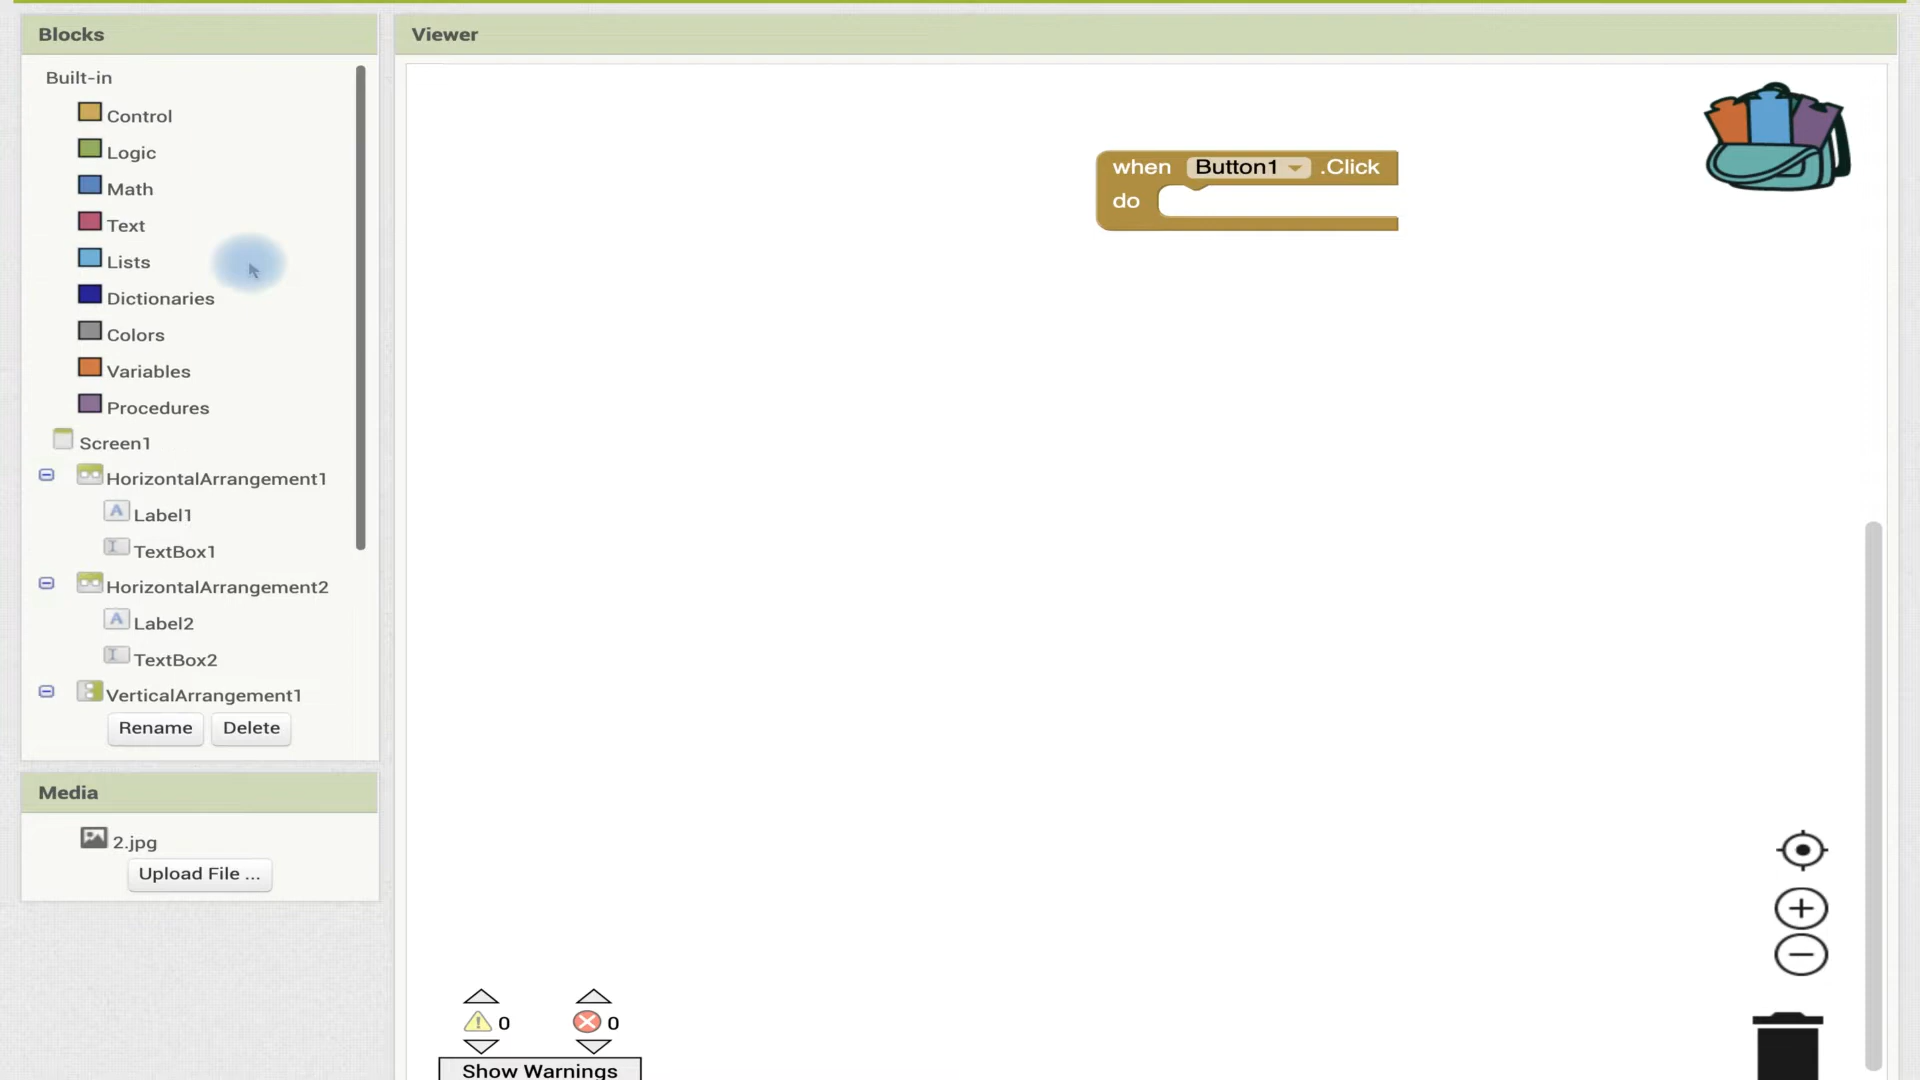 Blocks
Built-in
Control
Logic
Math
Text
Lists
Dictionaries
Colors
Variables
Procedures
Screen1
HorizontalArrangement1
Label1
TextBox1
HorizontalArrangement2
Label2
TextBox2
VerticalArrangement1
Rename Delete
Media
2.jpg
Upload File ...
Viewer
when Button1 .Click
do
0 0
Show Warnings